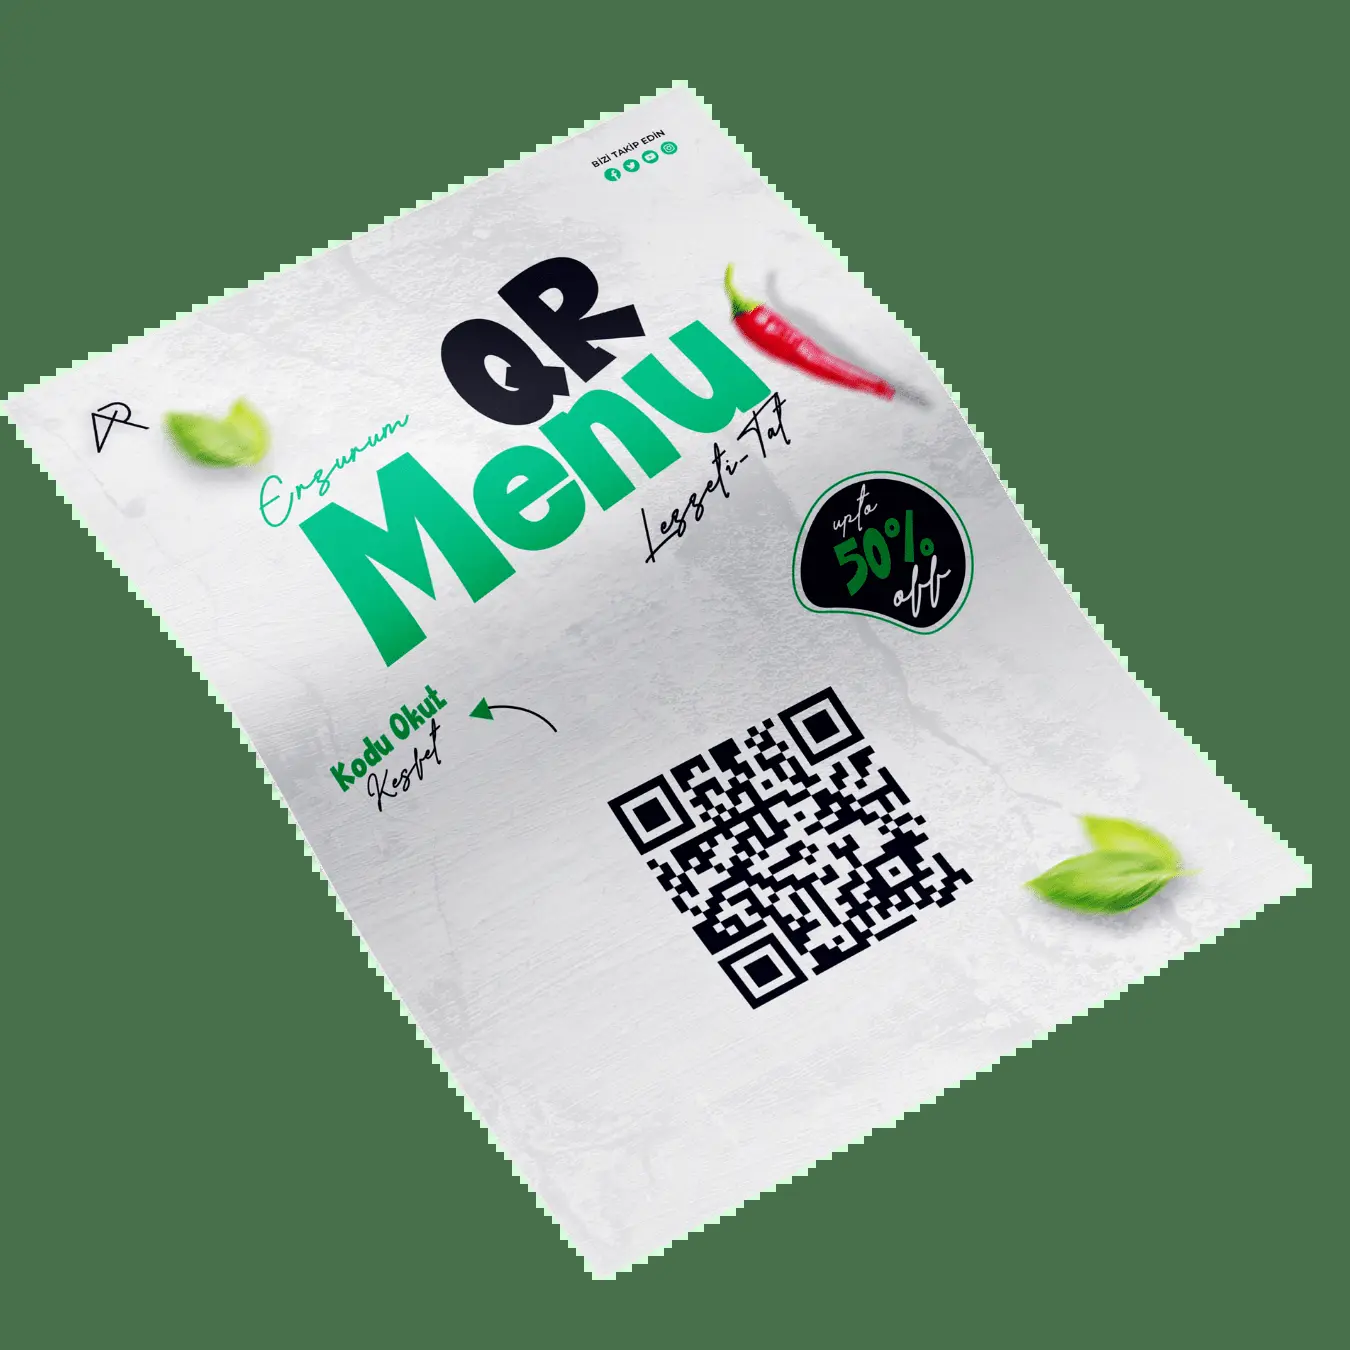 BİZİ TAKİP EDİN
Erzurum
QR
Menu
Lezzeti-Tat
upto
50%
off
Kodu Okut
Keşfet